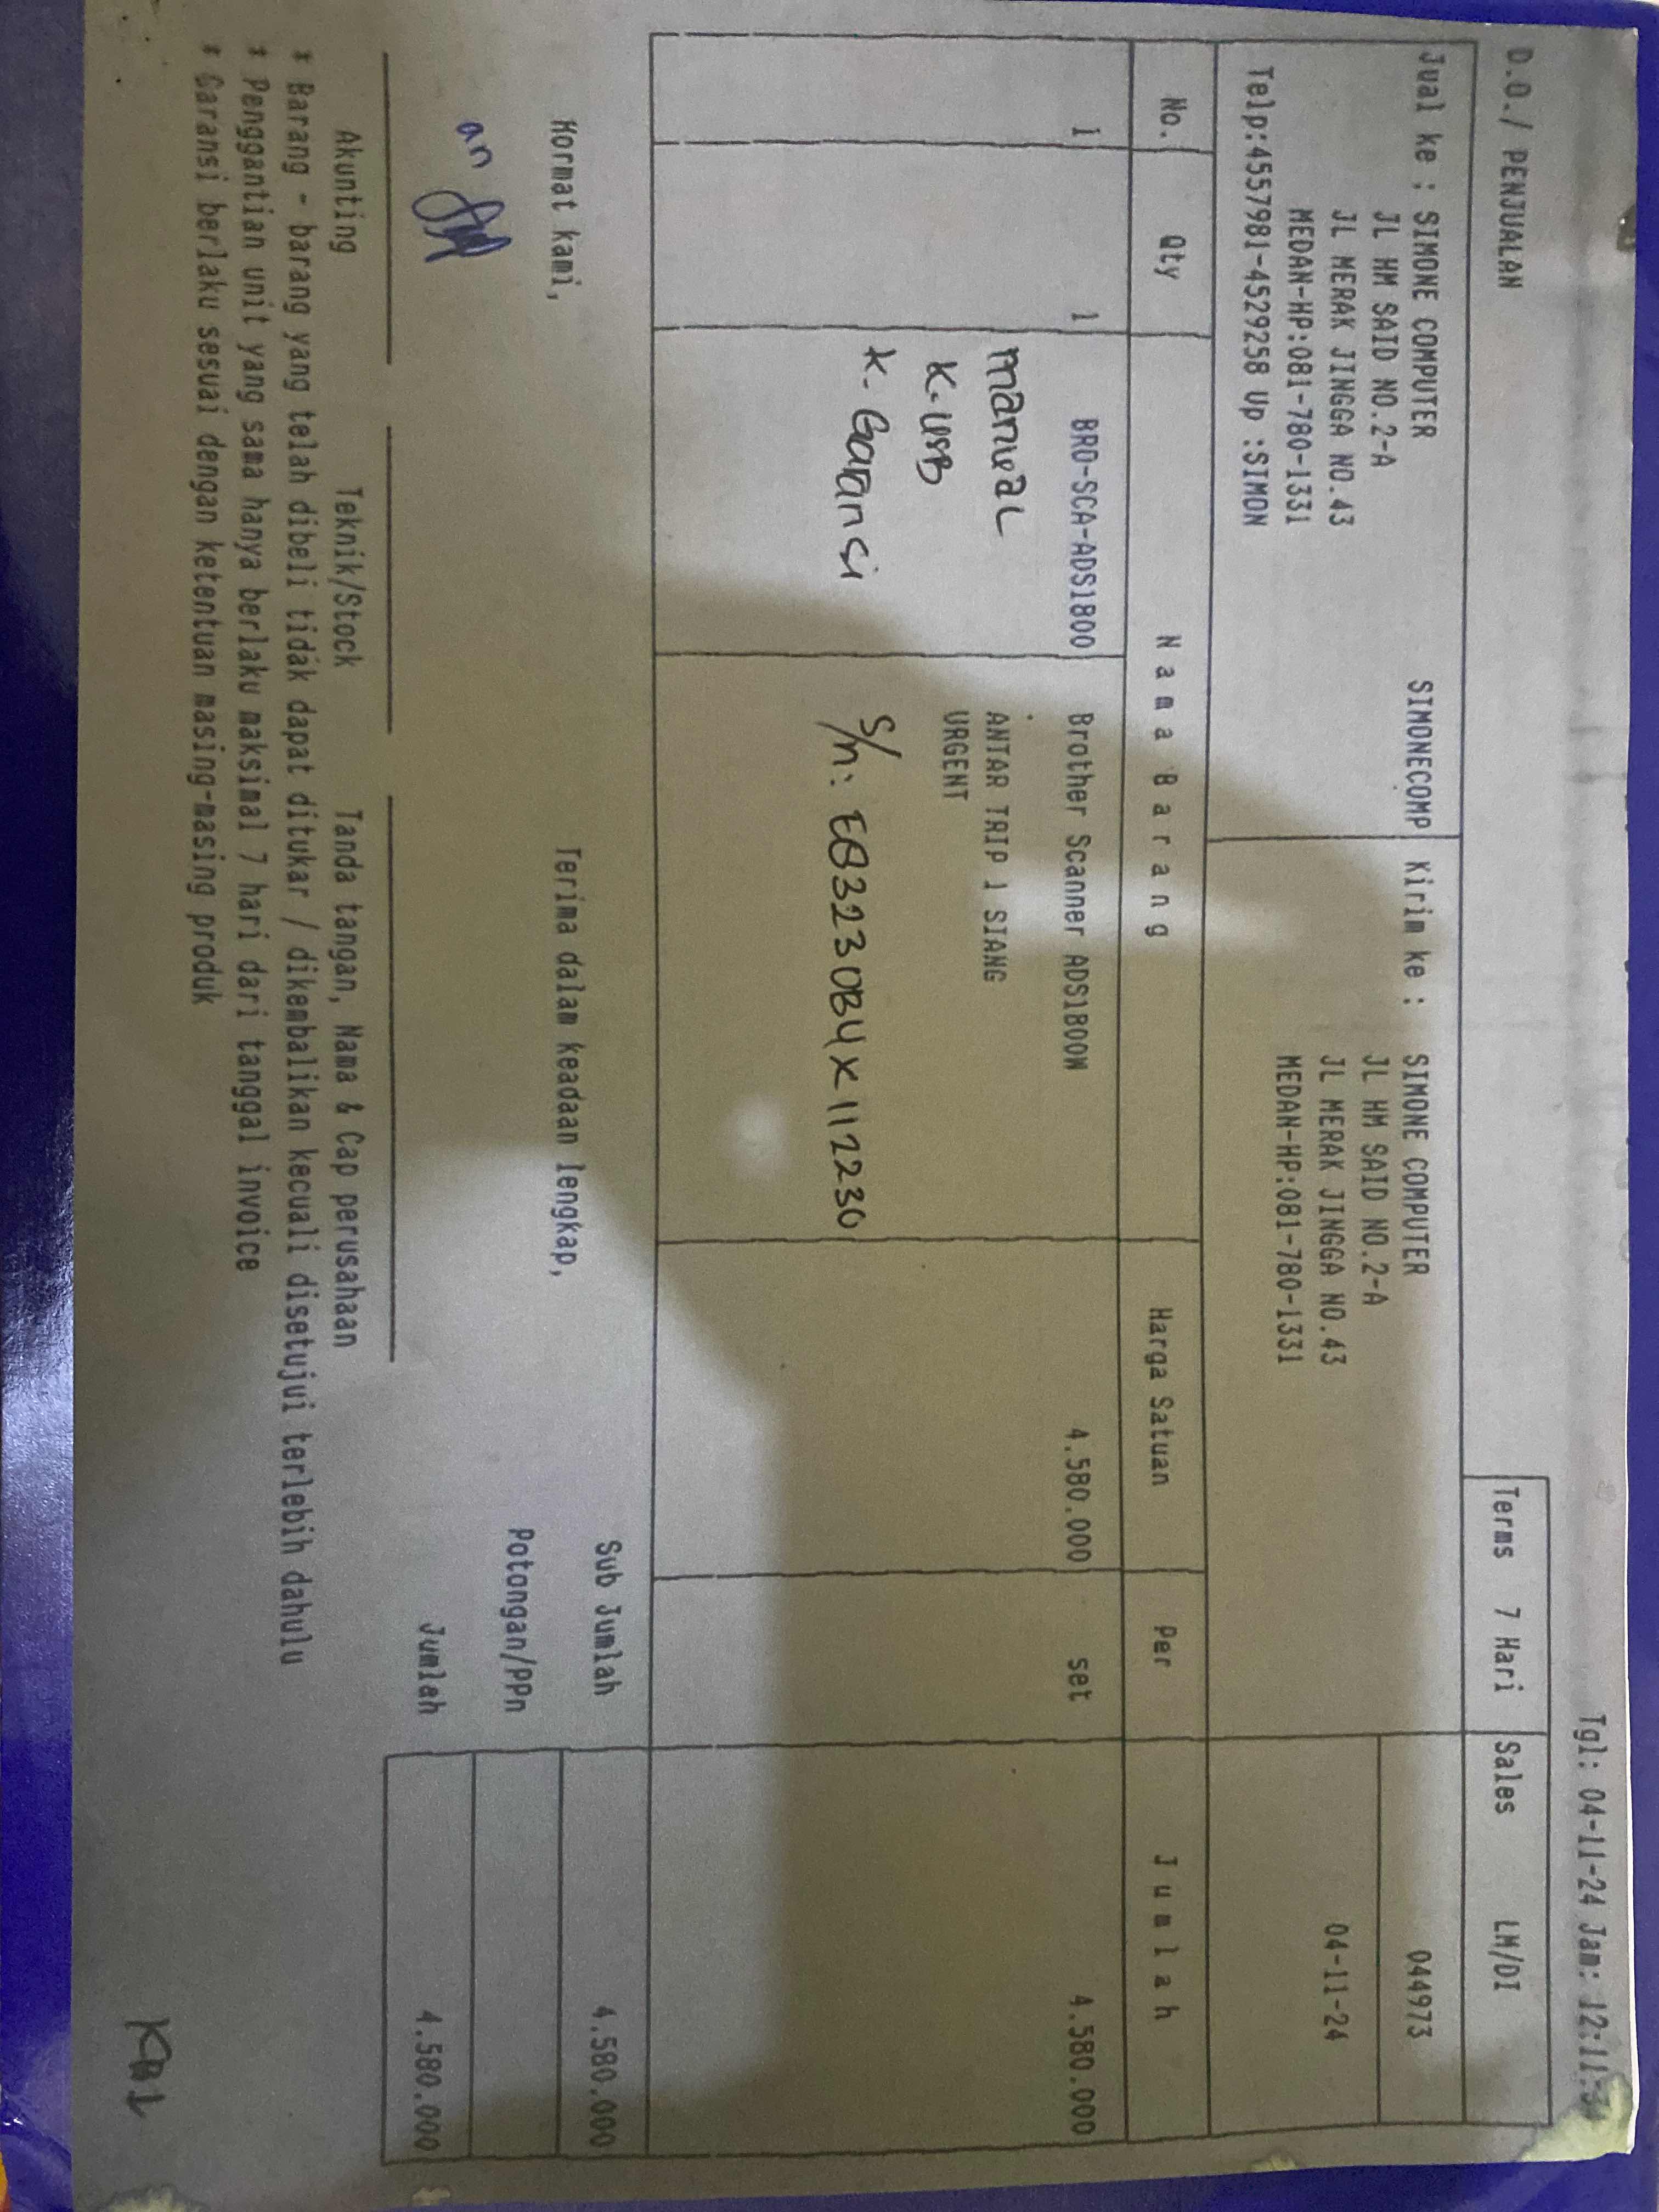 Tgl: 04-11-24 Jam: 12:11:34
D.O./ PENJUALAN
Terms 7 Hari Sales LM/DI
Jual ke : SIMONE COMPUTER SIMONECOMP
JL HM SAID NO.2-A
JL MERAK JINGGA NO.43
MEDAN-HP:081-780-1331
Telp:4557981-4529258 Up :SIMON
Kirim ke : SIMONE COMPUTER
JL HM SAID NO.2-A
JL MERAK JINGGA NO.43
MEDAN-HP:081-780-1331
044973
04-11-24
No. Qty Nama Barang Harga Satuan Per Jumlah
1 1 BRO-SCA-ADS1800 Brother Scanner ADS1800W 4.580.000 set 4.580.000
manual ANTAR TRIP 1 SIANG
K-USB URGENT
K. Garansi S/n: E83230B4X112230
Hormat kami, Terima dalam keadaan lengkap, Sub Jumlah 4.580.000
Potongan/PPn
an
Jumlah 4.580.000
Akunting Teknik/Stock Tanda tangan, Nama & Cap perusahaan
* Barang - barang yang telah dibeli tidak dapat ditukar / dikembalikan kecuali disetujui terlebih dahulu
* Penggantian unit yang sama hanya berlaku maksimal 7 hari dari tanggal invoice
* Garansi berlaku sesuai dengan ketentuan masing-masing produk